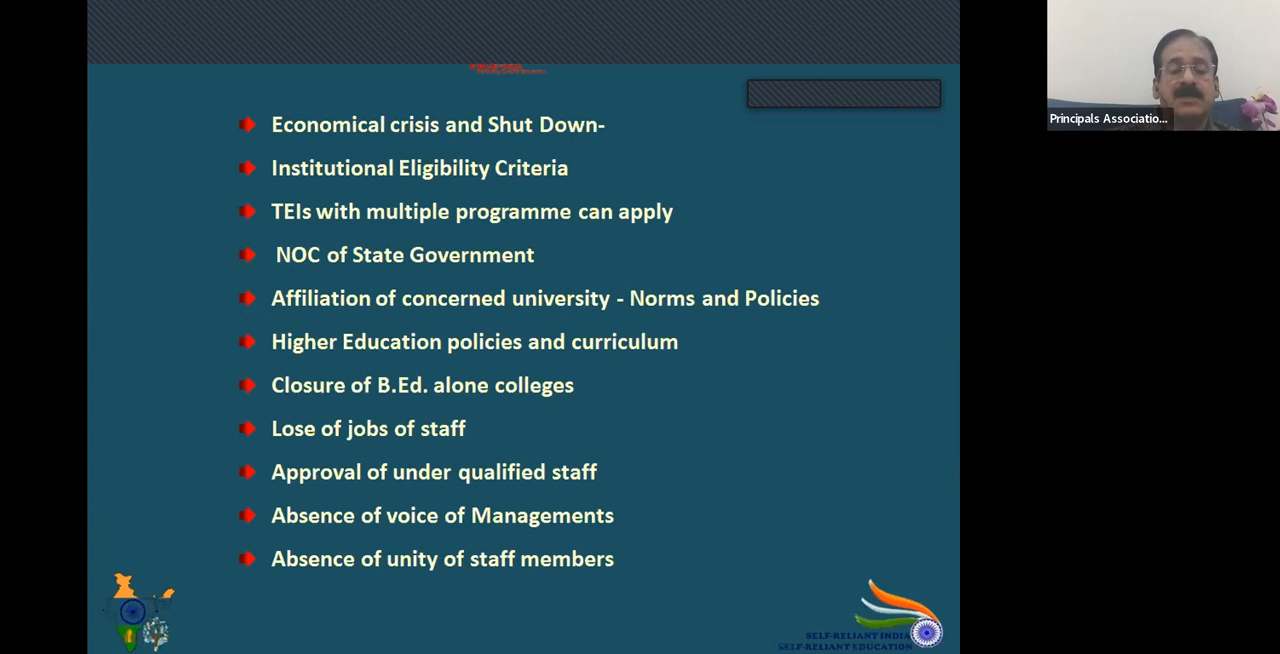 Economical crisis and Shut Down-
Institutional Eligibility Criteria
TEIs with multiple programme can apply
NOC of State Government
Affiliation of concerned university - Norms and Policies
Higher Education policies and curriculum
Closure of B.Ed. alone colleges
Lose of jobs of staff
Approval of under qualified staff
Absence of voice of Managements
Absence of unity of staff members
SELF-RELIANT INDIA
SELF-RELIANT EDUCATION
Principals Associatio...